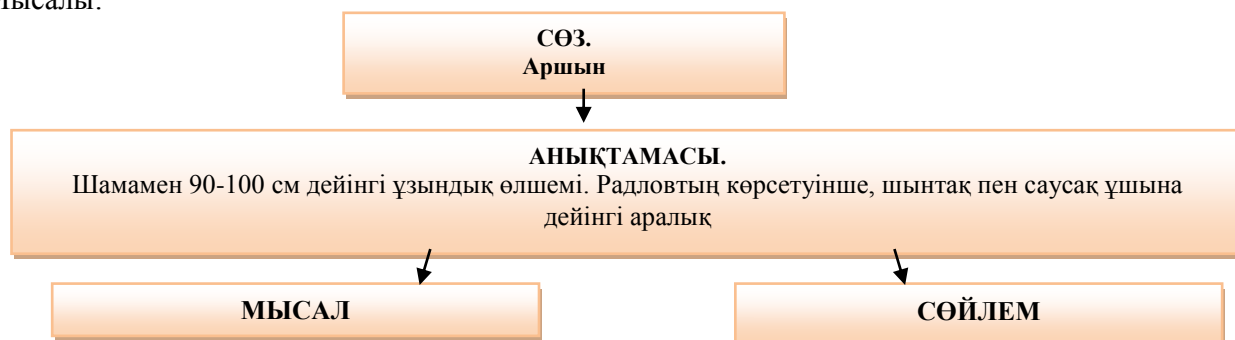 Мысалы:
СӨЗ.
Аршын
АНЫҚТАМАСЫ.
Шамамен 90-100 см дейінгі ұзындық өлшемі. Радловтың көрсетуінше, шынтақ пен саусақ ұшына
дейінгі аралық
МЫСАЛ
СӨЙЛЕМ